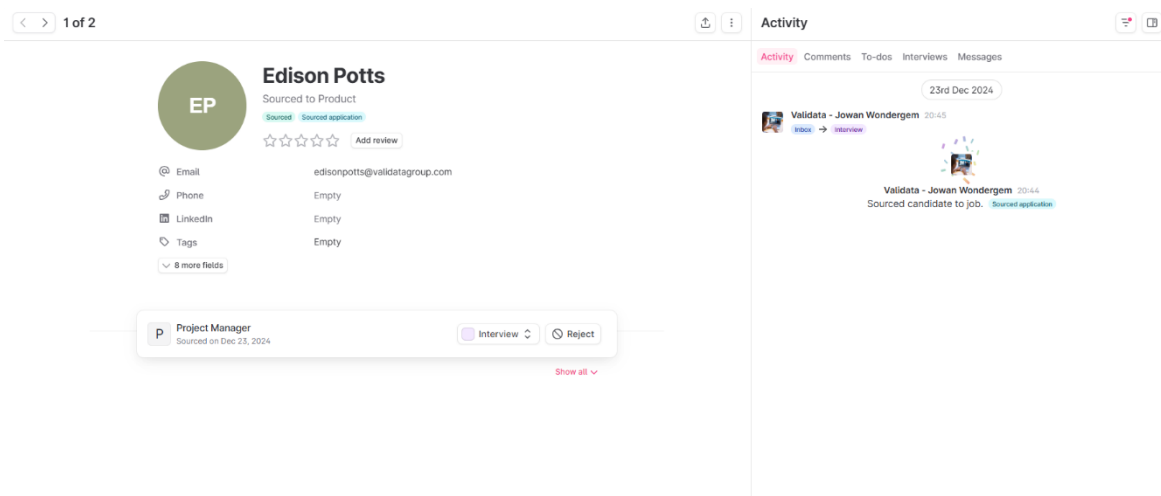 1 of 2
EP
Edison Potts
Sourced to Product
Sourced Sourced application
Add review
Email edisonpotts@validatagroup.com
Phone Empty
LinkedIn Empty
Tags Empty
8 more fields
P
Project Manager
Sourced on Dec 23, 2024
Interview Reject
Show all
Activity
Activity Comments To-dos Interviews Messages
23rd Dec 2024
Validata - Jowan Wondergem 20:45
Inbox → Interview
Validata - Jowan Wondergem 20:44
Sourced candidate to job. Sourced application